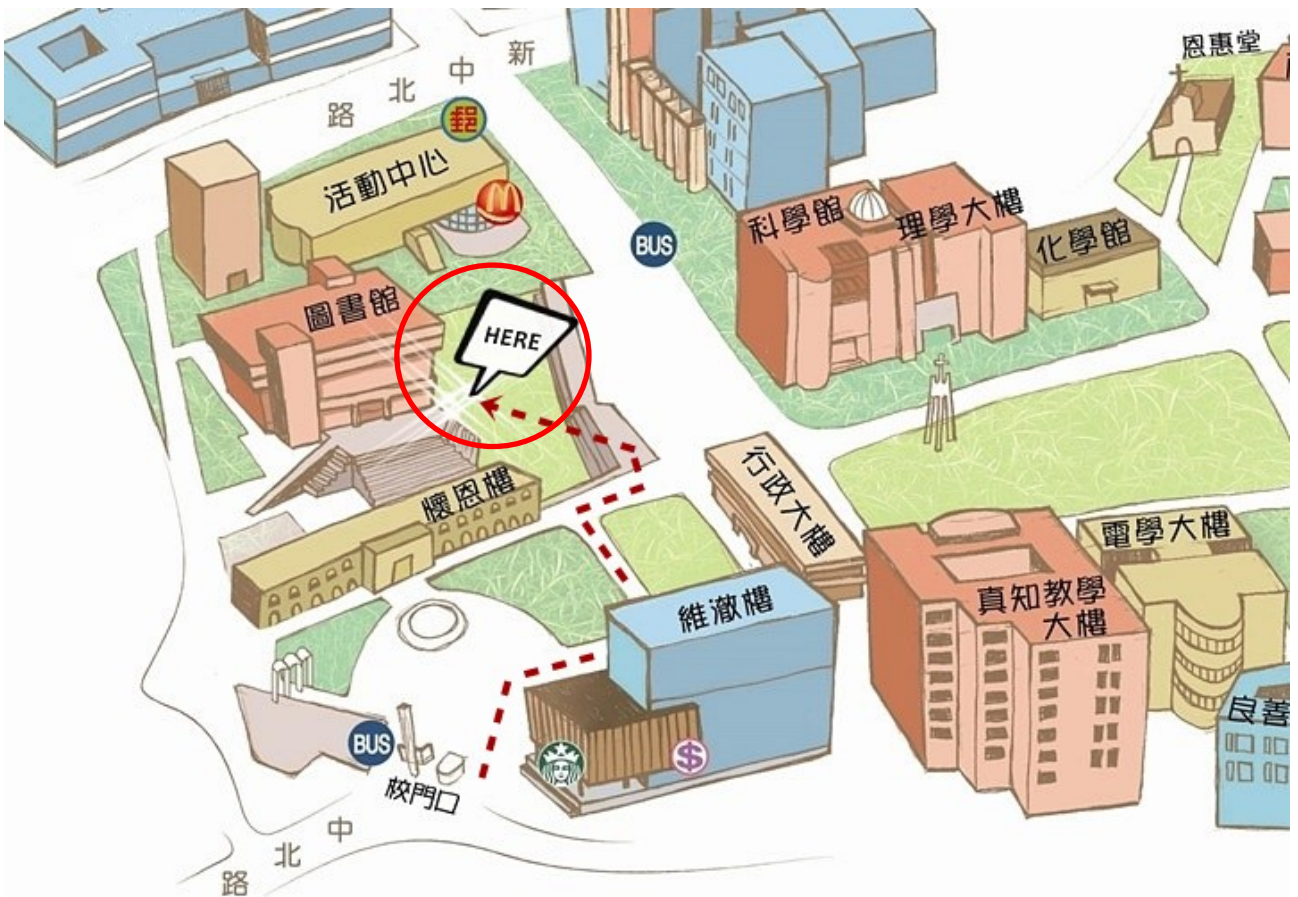 新中北路
恩惠堂
郵
活動中心
M
BUS
科學館
理學大樓
化學館
圖書館
HERE
行政大樓
懷恩樓
電學大樓
維澈樓
真知教學
大樓
良善
BUS
$
校門口
中北路